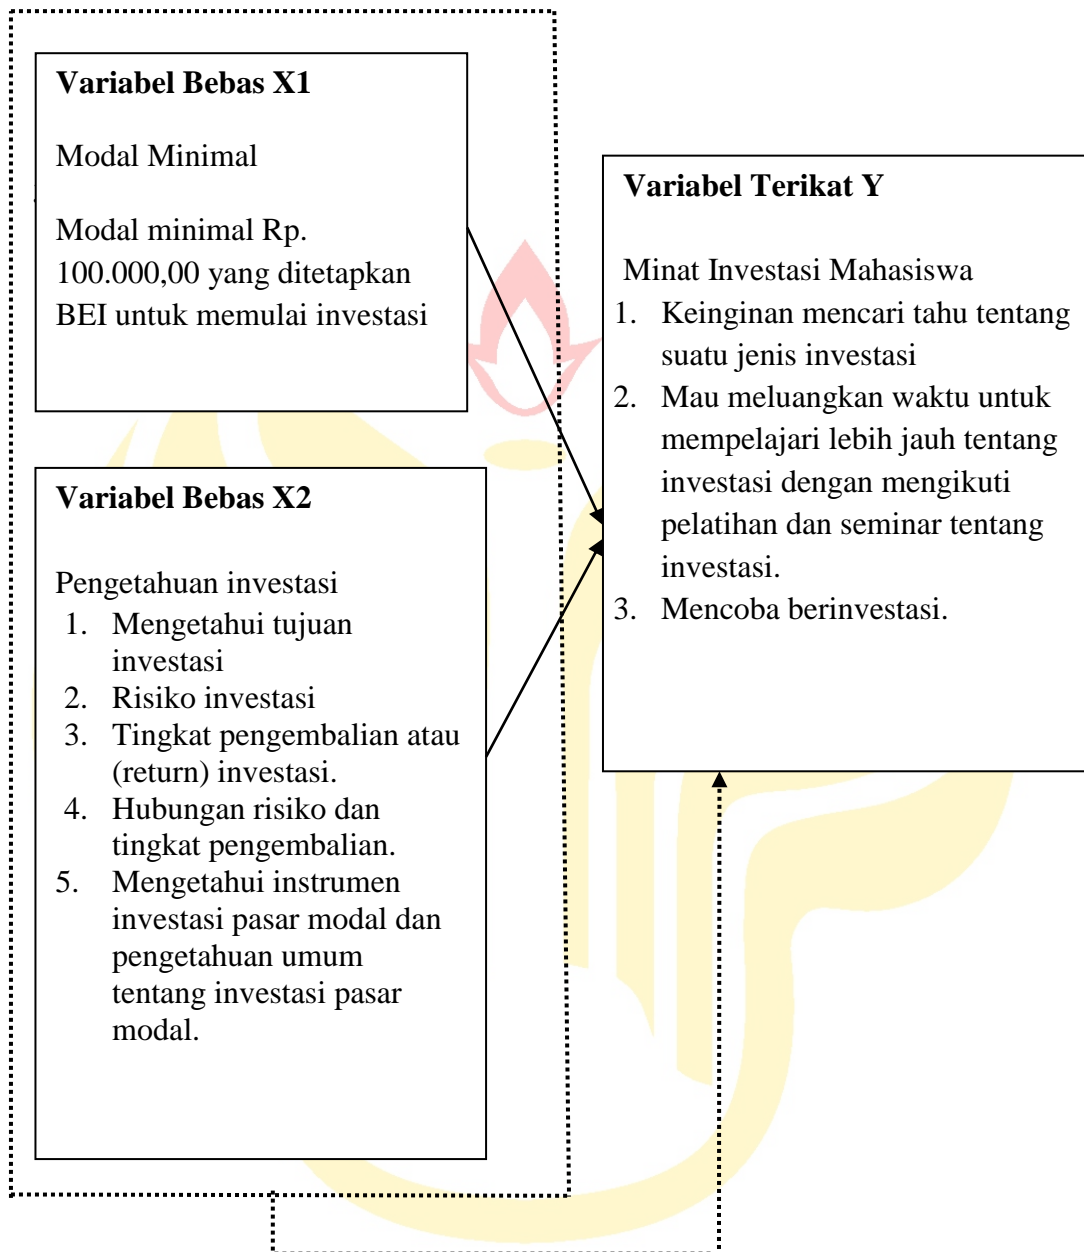 Variabel Bebas X1
Modal Minimal
Modal minimal Rp.
100.000,00 yang ditetapkan
BEI untuk memulai investasi
Variabel Bebas X2
Pengetahuan investasi
1. Mengetahui tujuan
investasi
2. Risiko investasi
3. Tingkat pengembalian atau
(return) investasi.
4. Hubungan risiko dan
tingkat pengembalian.
5. Mengetahui instrumen
investasi pasar modal dan
pengetahuan umum
tentang investasi pasar
modal.
Variabel Terikat Y
Minat Investasi Mahasiswa
1. Keinginan mencari tahu tentang
suatu jenis investasi
2. Mau meluangkan waktu untuk
mempelajari lebih jauh tentang
investasi dengan mengikuti
pelatihan dan seminar tentang
investasi.
3. Mencoba berinvestasi.